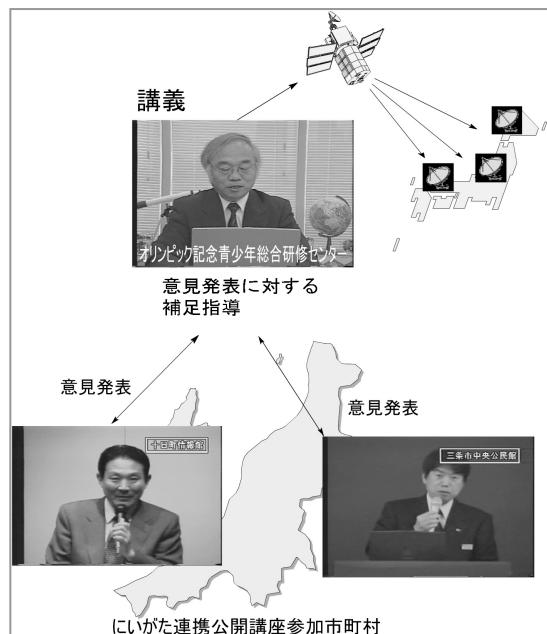 講義
オリンピック記念青少年総合研修センター
意見発表に対する
補足指導
意見発表
意見発表
十日町情報館
三条市中央公民館
にいがた連携公開講座参加市町村